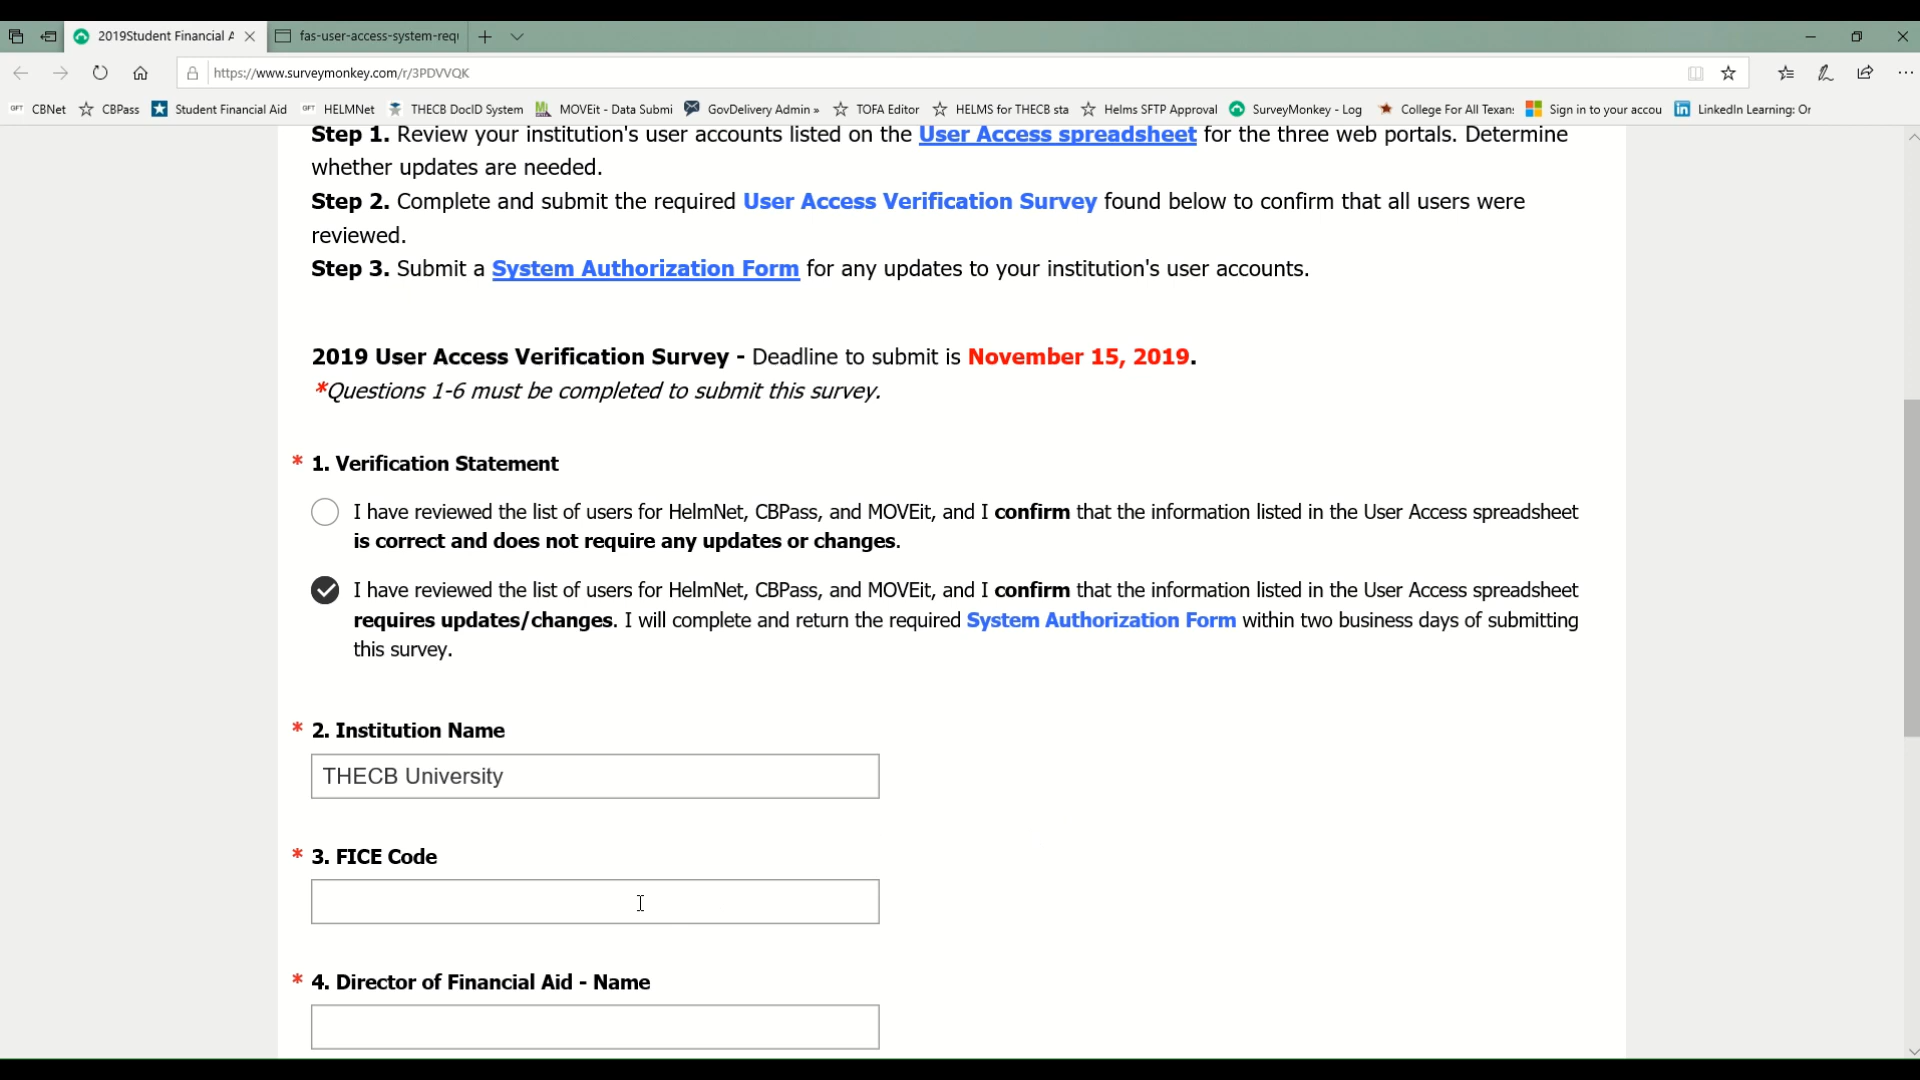 2019Student Financial A
fas-user-access-system-requ
https://www.surveymonkey.com/r/3PDVVQK
CBNet CBPass Student Financial Aid HELMNet THECB DocID System MOVEit - Data Submi GovDelivery Admin » TOFA Editor HELMS for THECB sta Helms SFTP Approval SurveyMonkey - Log College For All Texans Sign in to your accou LinkedIn Learning: Or
Step 1. Review your institution's user accounts listed on the User Access spreadsheet for the three web portals. Determine
whether updates are needed.
Step 2. Complete and submit the required User Access Verification Survey found below to confirm that all users were
reviewed.
Step 3. Submit a System Authorization Form for any updates to your institution's user accounts.
2019 User Access Verification Survey - Deadline to submit is November 15, 2019.
*Questions 1-6 must be completed to submit this survey.
* 1. Verification Statement
I have reviewed the list of users for HelmNet, CBPass, and MOVEit, and I confirm that the information listed in the User Access spreadsheet
is correct and does not require any updates or changes.
I have reviewed the list of users for HelmNet, CBPass, and MOVEit, and I confirm that the information listed in the User Access spreadsheet
requires updates/changes. I will complete and return the required System Authorization Form within two business days of submitting
this survey.
* 2. Institution Name
THECB University
* 3. FICE Code
* 4. Director of Financial Aid - Name